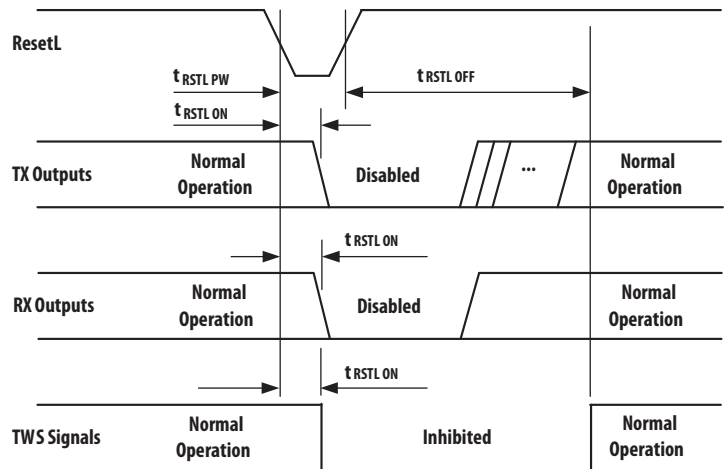 ResetL
t RSTL PW
t RSTL OFF
t RSTL ON
TX Outputs
Normal
Operation
Disabled
...
Normal
Operation
t RSTL ON
RX Outputs
Normal
Operation
Disabled
Normal
Operation
t RSTL ON
TWS Signals
Normal
Operation
Inhibited
Normal
Operation